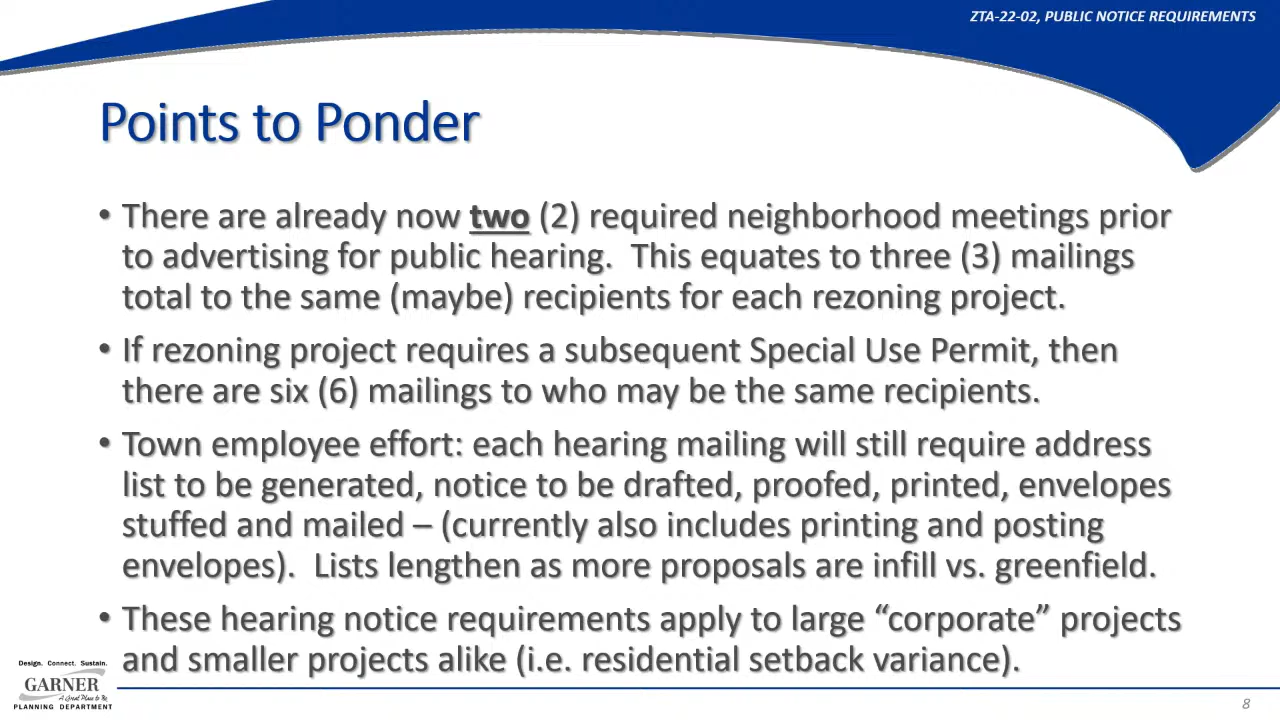 ZTA-22-02, PUBLIC NOTICE REQUIREMENTS
Points to Ponder
• There are already now two (2) required neighborhood meetings prior
to advertising for public hearing.  This equates to three (3) mailings
total to the same (maybe) recipients for each rezoning project.
• If rezoning project requires a subsequent Special Use Permit, then
there are six (6) mailings to who may be the same recipients.
• Town employee effort: each hearing mailing will still require address
list to be generated, notice to be drafted, proofed, printed, envelopes
stuffed and mailed – (currently also includes printing and posting
envelopes).  Lists lengthen as more proposals are infill vs. greenfield.
• These hearing notice requirements apply to large “corporate” projects
and smaller projects alike (i.e. residential setback variance).
Design. Connect. Sustain.
GARNER
A Great Place to Be
PLANNING DEPARTMENT
8